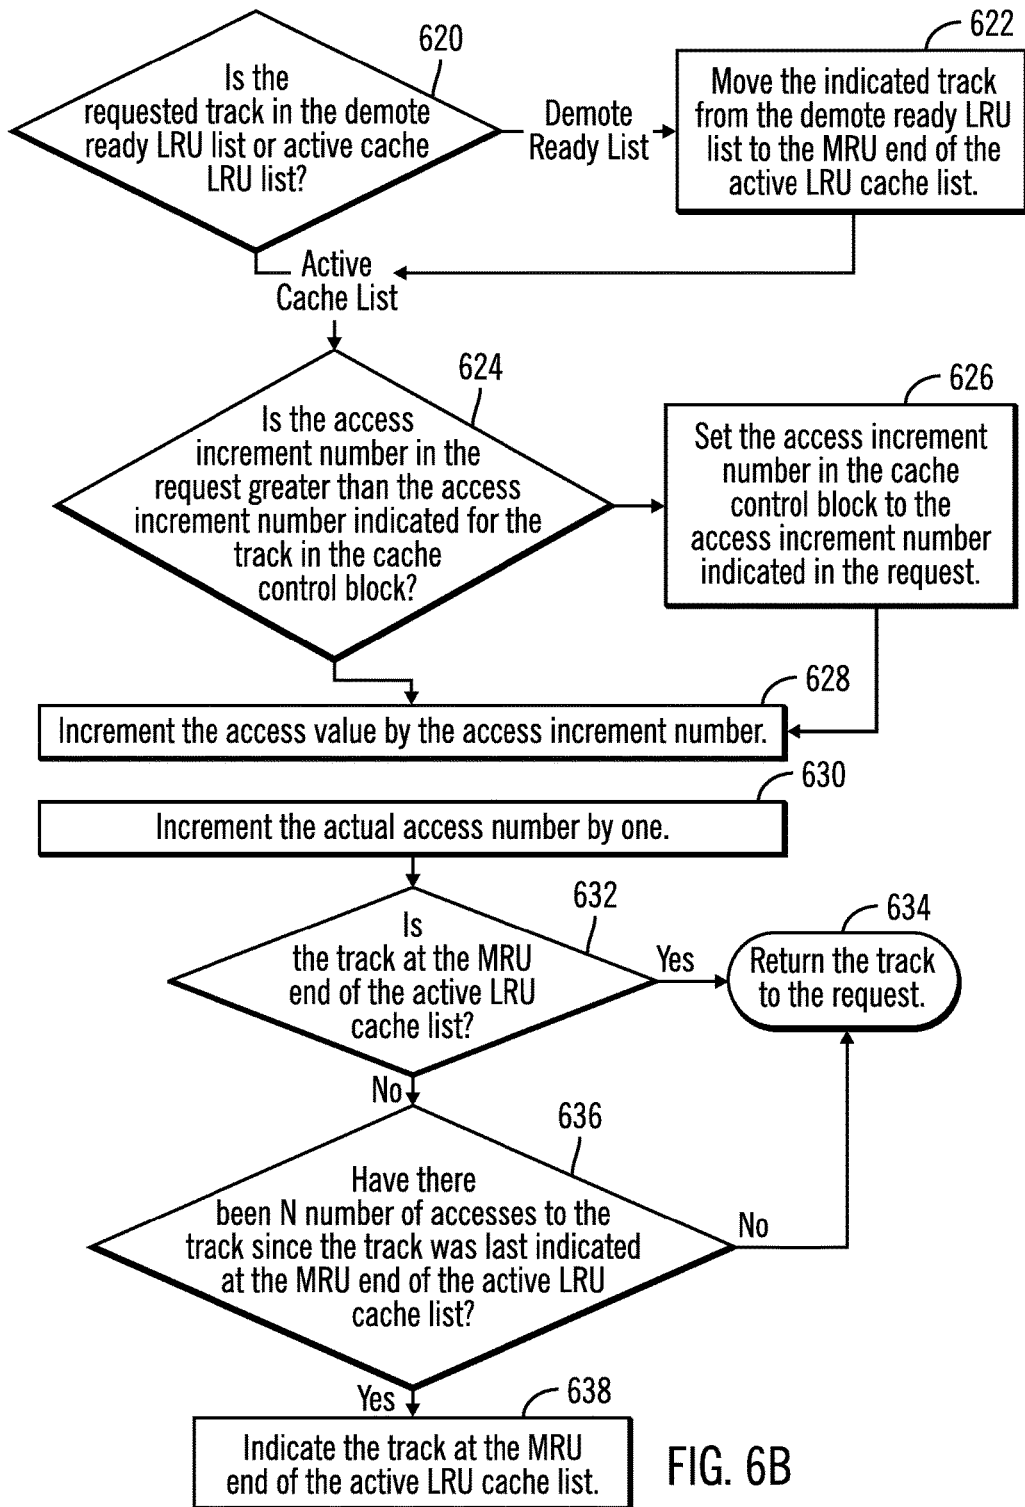 620
Is the
requested track in the demote
ready LRU list or active cache
LRU list?
Demote
Ready List
622
Move the indicated track
from the demote ready LRU
list to the MRU end of the
active LRU cache list.
Active
Cache List
624
Is the access
increment number in the
request greater than the access
increment number indicated for the
track in the cache
control block?
626
Set the access increment
number in the cache
control block to the
access increment number
indicated in the request.
628
Increment the access value by the access increment number.
630
Increment the actual access number by one.
632
Is
the track at the MRU
end of the active LRU
cache list?
Yes
634
Return the track
to the request.
No
636
Have there
been N number of accesses to the
track since the track was last indicated
at the MRU end of the active LRU
cache list?
No
Yes
638
Indicate the track at the MRU
end of the active LRU cache list.
FIG. 6B